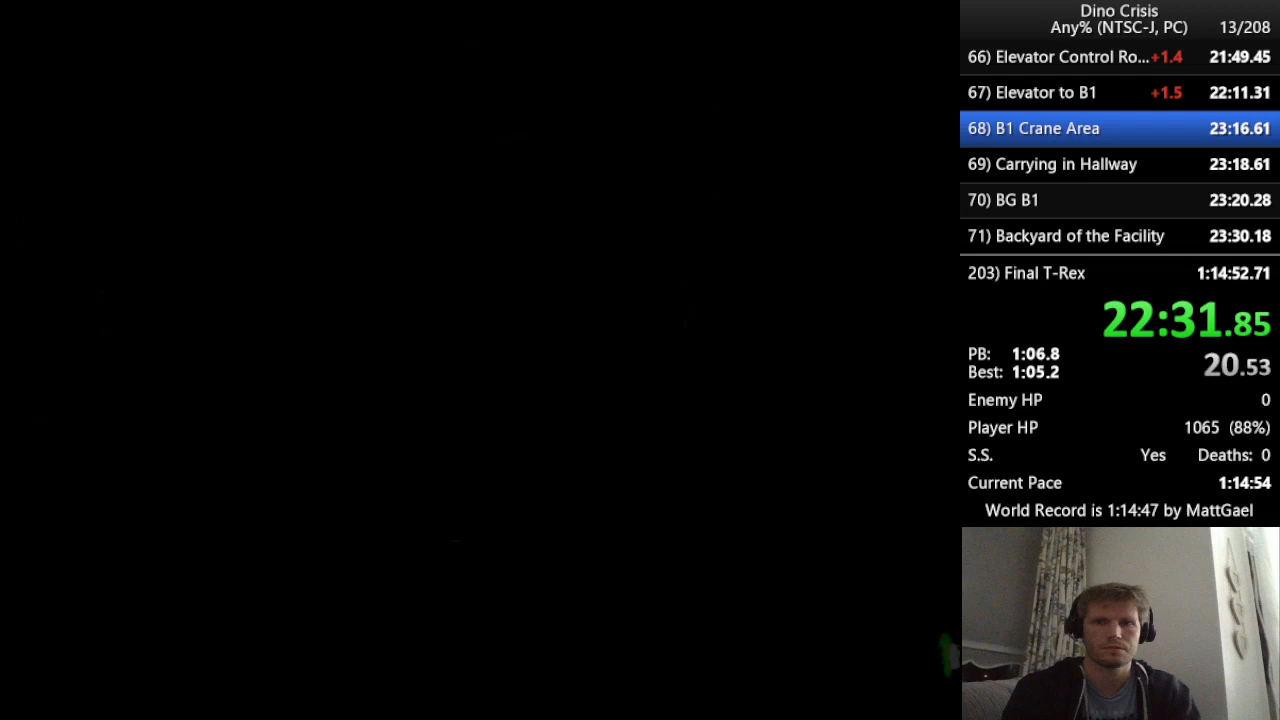 Dino Crisis
Any% (NTSC-J, PC) 13/208
66) Elevator Control Ro... +1.4 21:49.45
67) Elevator to B1 +1.5 22:11.31
68) B1 Crane Area 23:16.61
69) Carrying in Hallway 23:18.61
70) BG B1 23:20.28
71) Backyard of the Facility 23:30.18
203) Final T-Rex 1:14:52.71
22:31.85
PB: 1:06.8 20.53
Best: 1:05.2
Enemy HP 0
Player HP 1065 (88%)
S.S. Yes Deaths: 0
Current Pace 1:14:54
World Record is 1:14:47 by MattGael